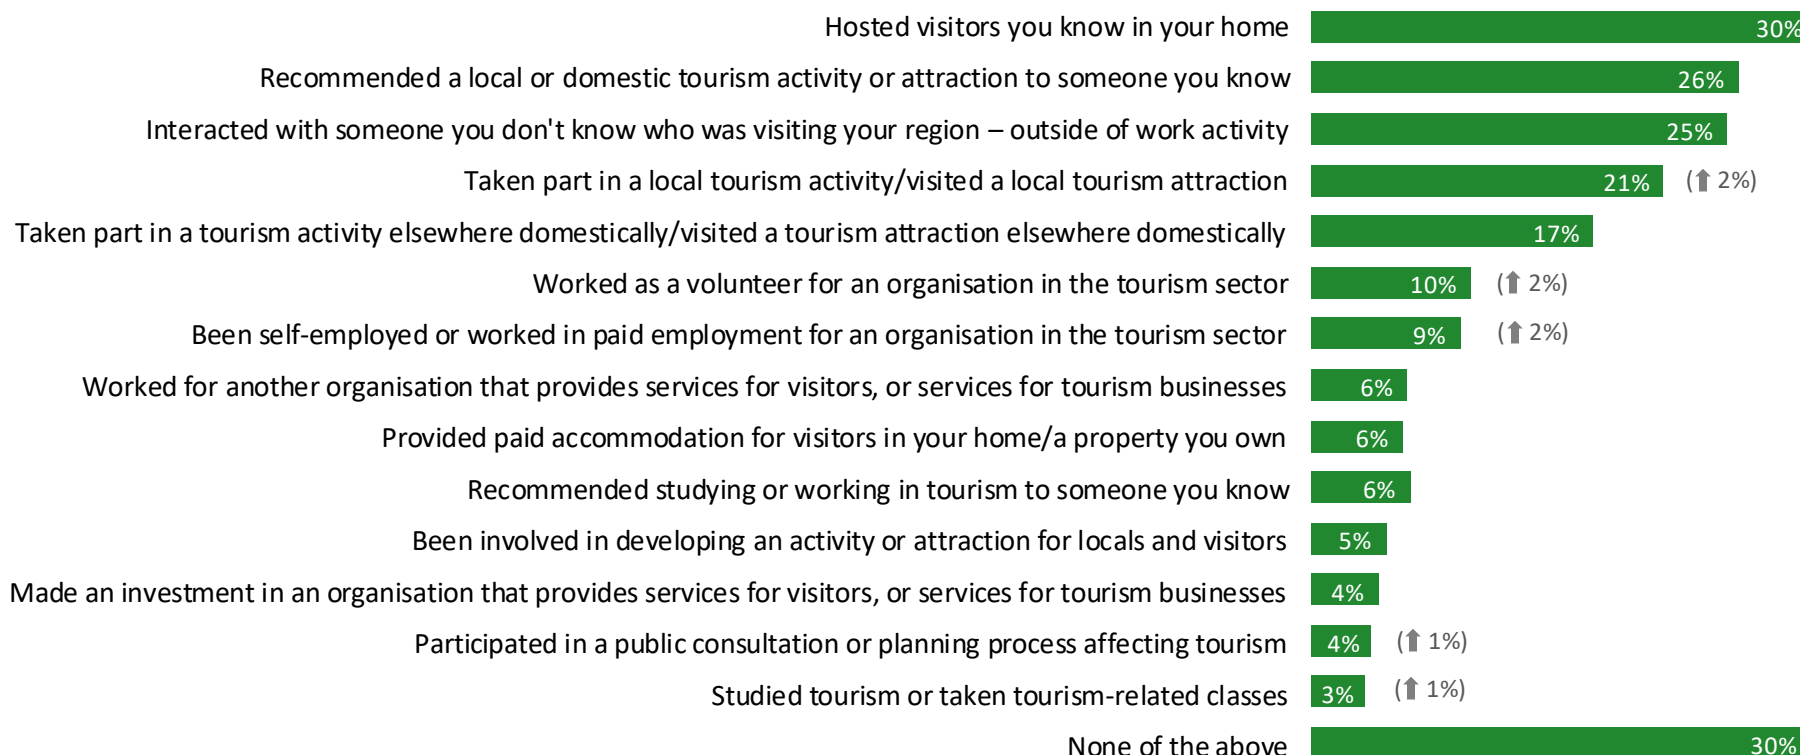 Hosted visitors you know in your home 30%
Recommended a local or domestic tourism activity or attraction to someone you know 26%
Interacted with someone you don't know who was visiting your region – outside of work activity 25%
Taken part in a local tourism activity/visited a local tourism attraction 21% (⬆ 2%)
Taken part in a tourism activity elsewhere domestically/visited a tourism attraction elsewhere domestically 17%
Worked as a volunteer for an organisation in the tourism sector 10% (⬆ 2%)
Been self-employed or worked in paid employment for an organisation in the tourism sector 9% (⬆ 2%)
Worked for another organisation that provides services for visitors, or services for tourism businesses 6%
Provided paid accommodation for visitors in your home/a property you own 6%
Recommended studying or working in tourism to someone you know 6%
Been involved in developing an activity or attraction for locals and visitors 5%
Made an investment in an organisation that provides services for visitors, or services for tourism businesses 4%
Participated in a public consultation or planning process affecting tourism 4% (⬆ 1%)
Studied tourism or taken tourism-related classes 3% (⬆ 1%)
None of the above 30%